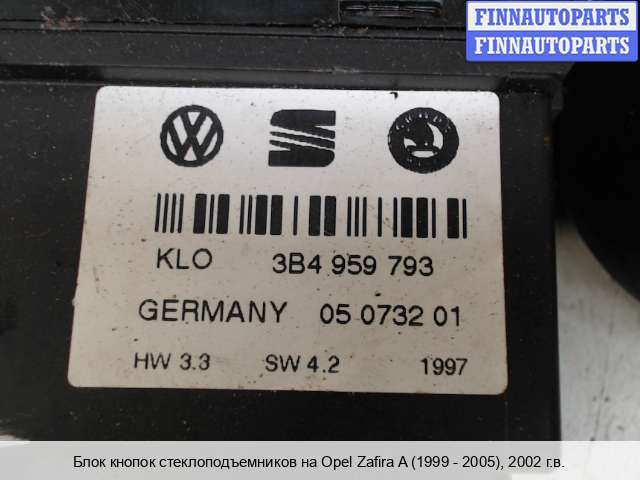 FINNAUTOPARTS
FINNAUTOPARTS
KLO 3B4 959 793
GERMANY 05 0732 01
HW 3.3 SW 4.2 1997
Блок кнопок стеклоподъемников на Opel Zafira A (1999 - 2005), 2002 г.в.